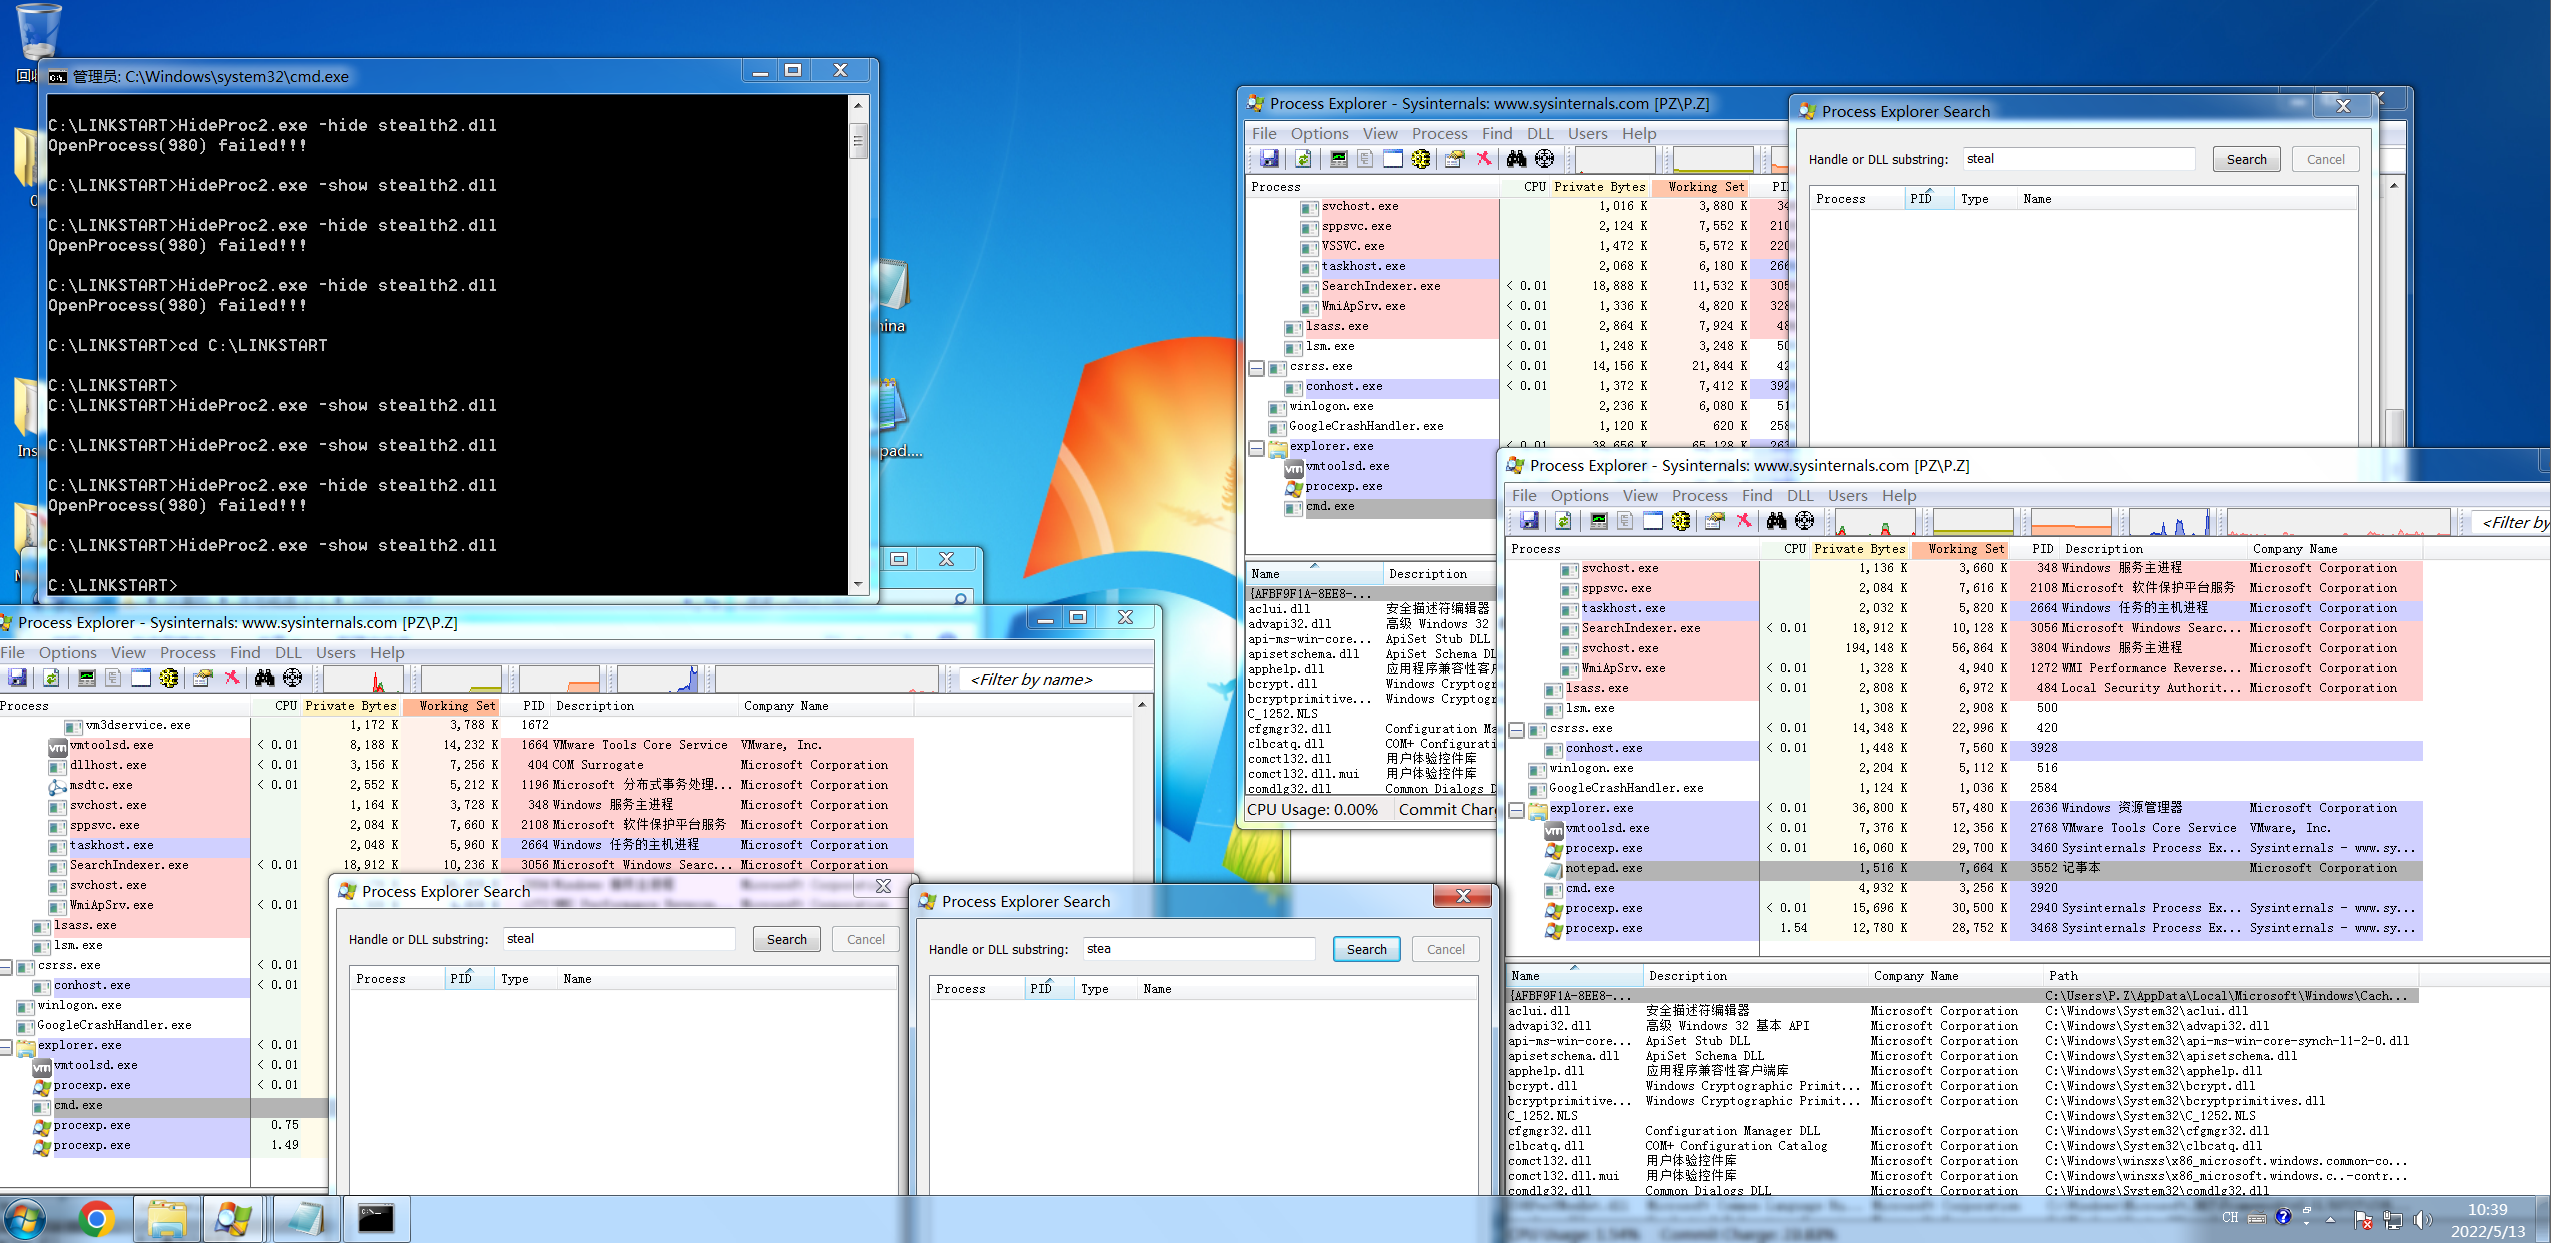 管理员: C:\Windows\system32\cmd.exe
C:\LINKSTART>HideProc2.exe -hide stealth2.dll
OpenProcess(980) failed!!!
C:\LINKSTART>HideProc2.exe -show stealth2.dll
C:\LINKSTART>HideProc2.exe -hide stealth2.dll
OpenProcess(980) failed!!!
C:\LINKSTART>HideProc2.exe -hide stealth2.dll
OpenProcess(980) failed!!!
C:\LINKSTART>cd C:\LINKSTART
C:\LINKSTART>
C:\LINKSTART>HideProc2.exe -show stealth2.dll
C:\LINKSTART>HideProc2.exe -show stealth2.dll
C:\LINKSTART>HideProc2.exe -hide stealth2.dll
OpenProcess(980) failed!!!
C:\LINKSTART>HideProc2.exe -show stealth2.dll
C:\LINKSTART>
Process Explorer - Sysinternals: www.sysinternals.com [PZ\P.Z]
File Options View Process Find DLL Users Help
Process CPU Private Bytes Working Set
svchost.exe 1,016 K 3,880 K
sppsvc.exe 2,124 K 7,552 K
VSSVC.exe 1,472 K 5,572 K
taskhost.exe 2,068 K 6,180 K
SearchIndexer.exe < 0.01 18,888 K 11,532 K
WmiApSrv.exe < 0.01 1,336 K 4,820 K
lsass.exe < 0.01 2,864 K 7,924 K
lsm.exe < 0.01 1,248 K 3,248 K
csrss.exe < 0.01 14,156 K 21,844 K
conhost.exe < 0.01 1,372 K 7,412 K
winlogon.exe 2,236 K 6,080 K
GoogleCrashHandler.exe 1,120 K 620 K
explorer.exe < 0.01 38,656 K 65,128 K
vmtoolsd.exe
procexp.exe
cmd.exe
Name Description
{AFBF9F1A-8EE8-...
aclui.dll 安全描述符编辑器
advapi32.dll 高级 Windows 32
api-ms-win-core... ApiSet Stub DLL
apisetschema.dll ApiSet Schema DL
apphelp.dll 应用程序兼容性客户
bcrypt.dll Windows Cryptogr
bcryptprimitive... Windows Cryptogr
C_1252.NLS
cfgmgr32.dll Configuration Ma
clbcatq.dll COM+ Configurati
comctl32.dll 用户体验控件库
comctl32.dll.mui 用户体验控件库
comdlg32.dll Common Dialogs D
CPU Usage: 0.00% Commit Char
Process Explorer Search
Handle or DLL substring: steal Search Cancel
Process PID Type Name
Process Explorer - Sysinternals: www.sysinternals.com [PZ\P.Z]
File Options View Process Find DLL Users Help
<Filter by
Process CPU Private Bytes Working Set PID Description Company Name
svchost.exe 1,136 K 3,660 K 348 Windows 服务主进程 Microsoft Corporation
sppsvc.exe 2,084 K 7,616 K 2108 Microsoft 软件保护平台服务 Microsoft Corporation
taskhost.exe 2,032 K 5,820 K 2664 Windows 任务的主机进程 Microsoft Corporation
SearchIndexer.exe < 0.01 18,912 K 10,128 K 3056 Microsoft Windows Searc... Microsoft Corporation
svchost.exe 194,148 K 56,864 K 3804 Windows 服务主进程 Microsoft Corporation
WmiApSrv.exe < 0.01 1,328 K 4,940 K 1272 WMI Performance Reverse... Microsoft Corporation
lsass.exe < 0.01 2,808 K 6,972 K 484 Local Security Authorit... Microsoft Corporation
lsm.exe 1,308 K 2,908 K 500
csrss.exe < 0.01 14,348 K 22,996 K 420
conhost.exe < 0.01 1,448 K 7,560 K 3928
winlogon.exe 2,204 K 5,112 K 516
GoogleCrashHandler.exe 1,124 K 1,036 K 2584
explorer.exe < 0.01 36,800 K 57,480 K 2636 Windows 资源管理器 Microsoft Corporation
vmtoolsd.exe < 0.01 7,376 K 12,356 K 2768 VMware Tools Core Service VMware, Inc.
procexp.exe < 0.01 16,060 K 29,700 K 3460 Sysinternals Process Ex... Sysinternals - www.sy...
notepad.exe 1,516 K 7,664 K 3552 记事本 Microsoft Corporation
cmd.exe 4,932 K 3,256 K 3920
procexp.exe < 0.01 15,696 K 30,500 K 2940 Sysinternals Process Ex... Sysinternals - www.sy...
procexp.exe 1.54 12,780 K 28,752 K 3468 Sysinternals Process Ex... Sysinternals - www.sy...
Name Description Company Name Path
{AFBF9F1A-8EE8-... C:\Users\P.Z\AppData\Local\Microsoft\Windows\Cach...
aclui.dll 安全描述符编辑器 Microsoft Corporation C:\Windows\System32\aclui.dll
advapi32.dll 高级 Windows 32 基本 API Microsoft Corporation C:\Windows\System32\advapi32.dll
api-ms-win-core... ApiSet Stub DLL Microsoft Corporation C:\Windows\System32\api-ms-win-core-synch-l1-2-0.dll
apisetschema.dll ApiSet Schema DLL Microsoft Corporation C:\Windows\System32\apisetschema.dll
apphelp.dll 应用程序兼容性客户端库 Microsoft Corporation C:\Windows\System32\apphelp.dll
bcrypt.dll Windows Cryptographic Primit... Microsoft Corporation C:\Windows\System32\bcrypt.dll
bcryptprimitive... Windows Cryptographic Primit... Microsoft Corporation C:\Windows\System32\bcryptprimitives.dll
C_1252.NLS C:\Windows\System32\C_1252.NLS
cfgmgr32.dll Configuration Manager DLL Microsoft Corporation C:\Windows\System32\cfgmgr32.dll
clbcatq.dll COM+ Configuration Catalog Microsoft Corporation C:\Windows\System32\clbcatq.dll
comctl32.dll 用户体验控件库 Microsoft Corporation C:\Windows\winsxs\x86_microsoft.windows.common-co...
comctl32.dll.mui 用户体验控件库 Microsoft Corporation C:\Windows\winsxs\x86_microsoft.windows.c..-contr...
comdlg32.dll Common Dialogs DLL Microsoft Corporation C:\Windows\System32\comdlg32.dll
Process Explorer - Sysinternals: www.sysinternals.com [PZ\P.Z]
File Options View Process Find DLL Users Help
<Filter by name>
Process CPU Private Bytes Working Set PID Description Company Name
vm3dservice.exe 1,172 K 3,788 K 1672
vmtoolsd.exe < 0.01 8,188 K 14,232 K 1664 VMware Tools Core Service VMware, Inc.
dllhost.exe < 0.01 3,156 K 7,256 K 404 COM Surrogate Microsoft Corporation
msdtc.exe < 0.01 2,552 K 5,212 K 1196 Microsoft 分布式事务处理... Microsoft Corporation
svchost.exe 1,164 K 3,728 K 348 Windows 服务主进程 Microsoft Corporation
sppsvc.exe 2,084 K 7,660 K 2108 Microsoft 软件保护平台服务 Microsoft Corporation
taskhost.exe 2,048 K 5,960 K 2664 Windows 任务的主机进程 Microsoft Corporation
SearchIndexer.exe < 0.01 18,912 K 10,236 K 3056 Microsoft Windows Searc... Microsoft Corporation
svchost.exe
WmiApSrv.exe < 0.01
lsass.exe
lsm.exe
csrss.exe < 0.01
conhost.exe < 0.01
winlogon.exe
GoogleCrashHandler.exe
explorer.exe < 0.01
vmtoolsd.exe < 0.01
procexp.exe < 0.01
cmd.exe
procexp.exe 0.75
procexp.exe 1.49
Process Explorer Search
Handle or DLL substring: steal Search Cancel
Process PID Type Name
Process Explorer Search
Handle or DLL substring: stea Search Cancel
Process PID Type Name
CH
10:39
2022/5/13